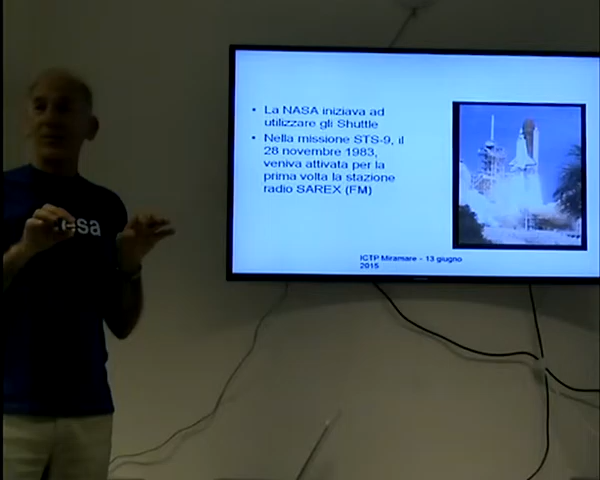 • La NASA iniziava ad
utilizzare gli Shuttle
• Nella missione STS-9, il
28 novembre 1983,
veniva attivata per la
prima volta la stazione
radio SAREX (FM)
ICTP Miramare - 13 giugno
2015
esa